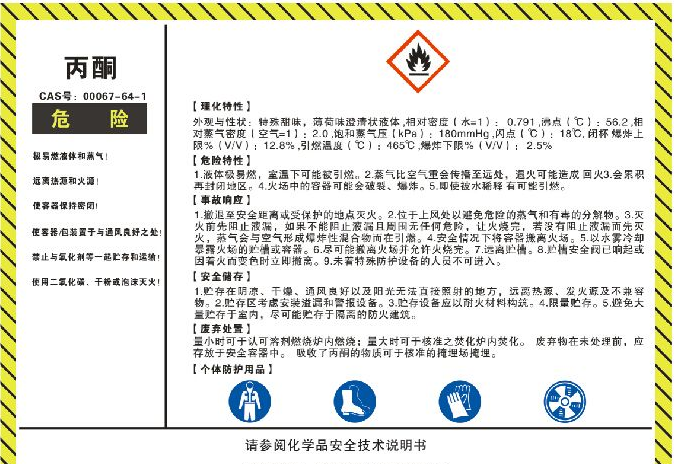 丙酮
CAS号：00067-64-1
危 险
极易燃液体和蒸气！
远离热源和火源！
使容器保持密闭！
使容器/包装置于与通风良好之处！
禁止与氧化剂等一起贮存和运输！
使用二氧化碳、干粉或泡沫灭火！
【 理化特性 】
外观与性状：特殊甜味，薄荷味澄清状液体,相对密度（水=1）：0.791,沸点（℃）：56.2,相
对蒸气密度（空气=1）：2.0,饱和蒸气压（kPa）：180mmHg,闪点（℃）：18℃, 闭杯 爆炸上
限%（V/V）：12.8%,引燃温度（℃）：465℃,爆炸下限%（V/V）：2.5%
【 危险特性 】
1.液体极易燃，室温下可能被引燃。2.蒸气比空气重会传播至远处，遇火可能造成 回火3.会累积
再封闭地区。4.火场中的容器可能会破裂、爆炸。5.即使被水稀释 有可能引燃。
【 事故响应 】
1.撤退至安全距离或受保护的地点灭火。2.位于上风处以避免危险的蒸气和有毒的分解物。3.灭
火前先阻止液漏，如果不能阻止液漏且周围无任何危险，让火烧完，若没有阻止液漏而先灭
火，蒸气会与空气形成爆炸性混合物而在引燃。4.安全情况下将容器搬离火场。5.以水雾冷却
暴露火场的贮槽或容器。6.尽可能搬离火场并允许火烧完。7.远离贮槽。8.贮槽安全阀已响起或
因着火而变色时立即撤离。9.未着特殊防护设备的人员不可进入。
【 安全储存 】
1.贮存在阴凉、干燥、通风良好以及阳光无法直接照射的地方，远离热源、发火源及不兼容
物。2.贮存区考虑安装溢漏和警报设备。3.贮存设备应以耐火材料构筑。4.限量贮存。5.避免大
量贮存于室内，尽可能贮存于隔离的防火建筑。
【 废弃处置 】
量小时可于认可溶剂燃烧炉内燃烧；量大时可于核准之焚化炉内焚化。 废弃物在未处理前，应
存放于安全容器中。 吸收了丙酮的物质可于核准的掩埋场掩埋。
【 个体防护用品 】
请参阅化学品安全技术说明书